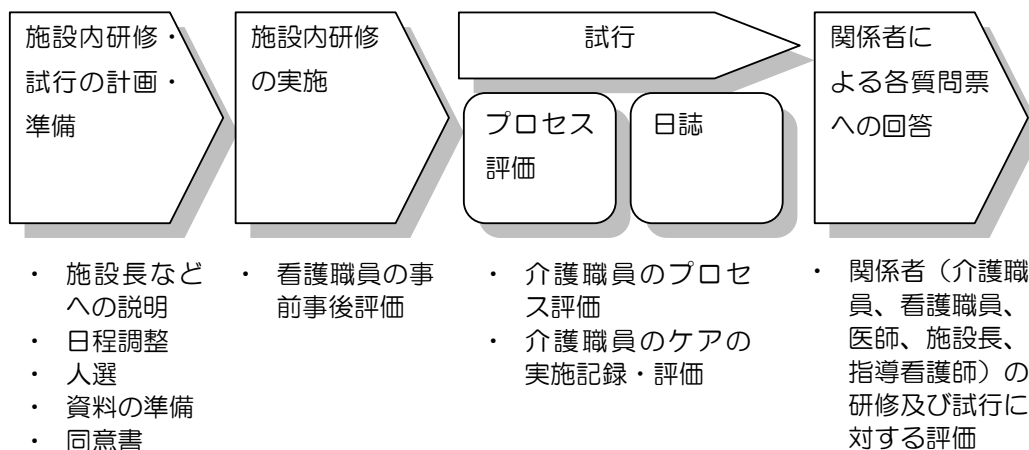 施設内研修・
試行の計画・
準備
施設内研修
の実施
試行
プロセス
評価
日誌
関係者に
よる各質問票
への回答
・ 施設長など
への説明
・ 日程調整
・ 人選
・ 資料の準備
・ 同意書
・ 看護職員の事
前事後評価
・ 介護職員のプロセ
ス評価
・ 介護職員のケアの
実施記録・評価
・ 関係者（介護職
員、看護職員、
医師、施設長、
指導看護師）の
研修及び試行に
対する評価